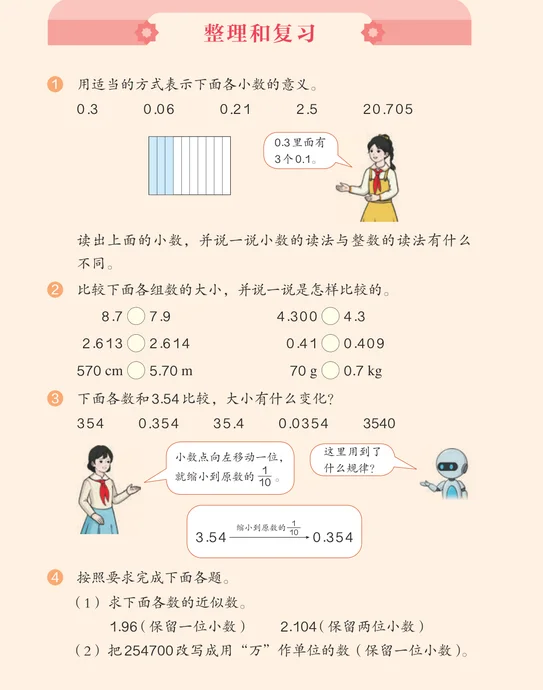 整理和复习
1 用适当的方式表示下面各小数的意义。
0.3 0.06 0.21 2.5 20.705
0.3里面有
3个0.1。
读出上面的小数，并说一说小数的读法与整数的读法有什么
不同。
2 比较下面各组数的大小，并说一说是怎样比较的。
8.7 ○ 7.9 4.300 ○ 4.3
2.613 ○ 2.614 0.41 ○ 0.409
570 cm ○ 5.70 m 70 g ○ 0.7 kg
3 下面各数和3.54比较，大小有什么变化？
354 0.354 35.4 0.0354 3540
小数点向左移动一位，
就缩小到原数的 1/10 。
这里用到了
什么规律？
缩小到原数的 1/10
3.54 → 0.354
4 按照要求完成下面各题。
（1）求下面各数的近似数。
1.96（保留一位小数） 2.104（保留两位小数）
（2）把254700改写成用“万”作单位的数（保留一位小数）。